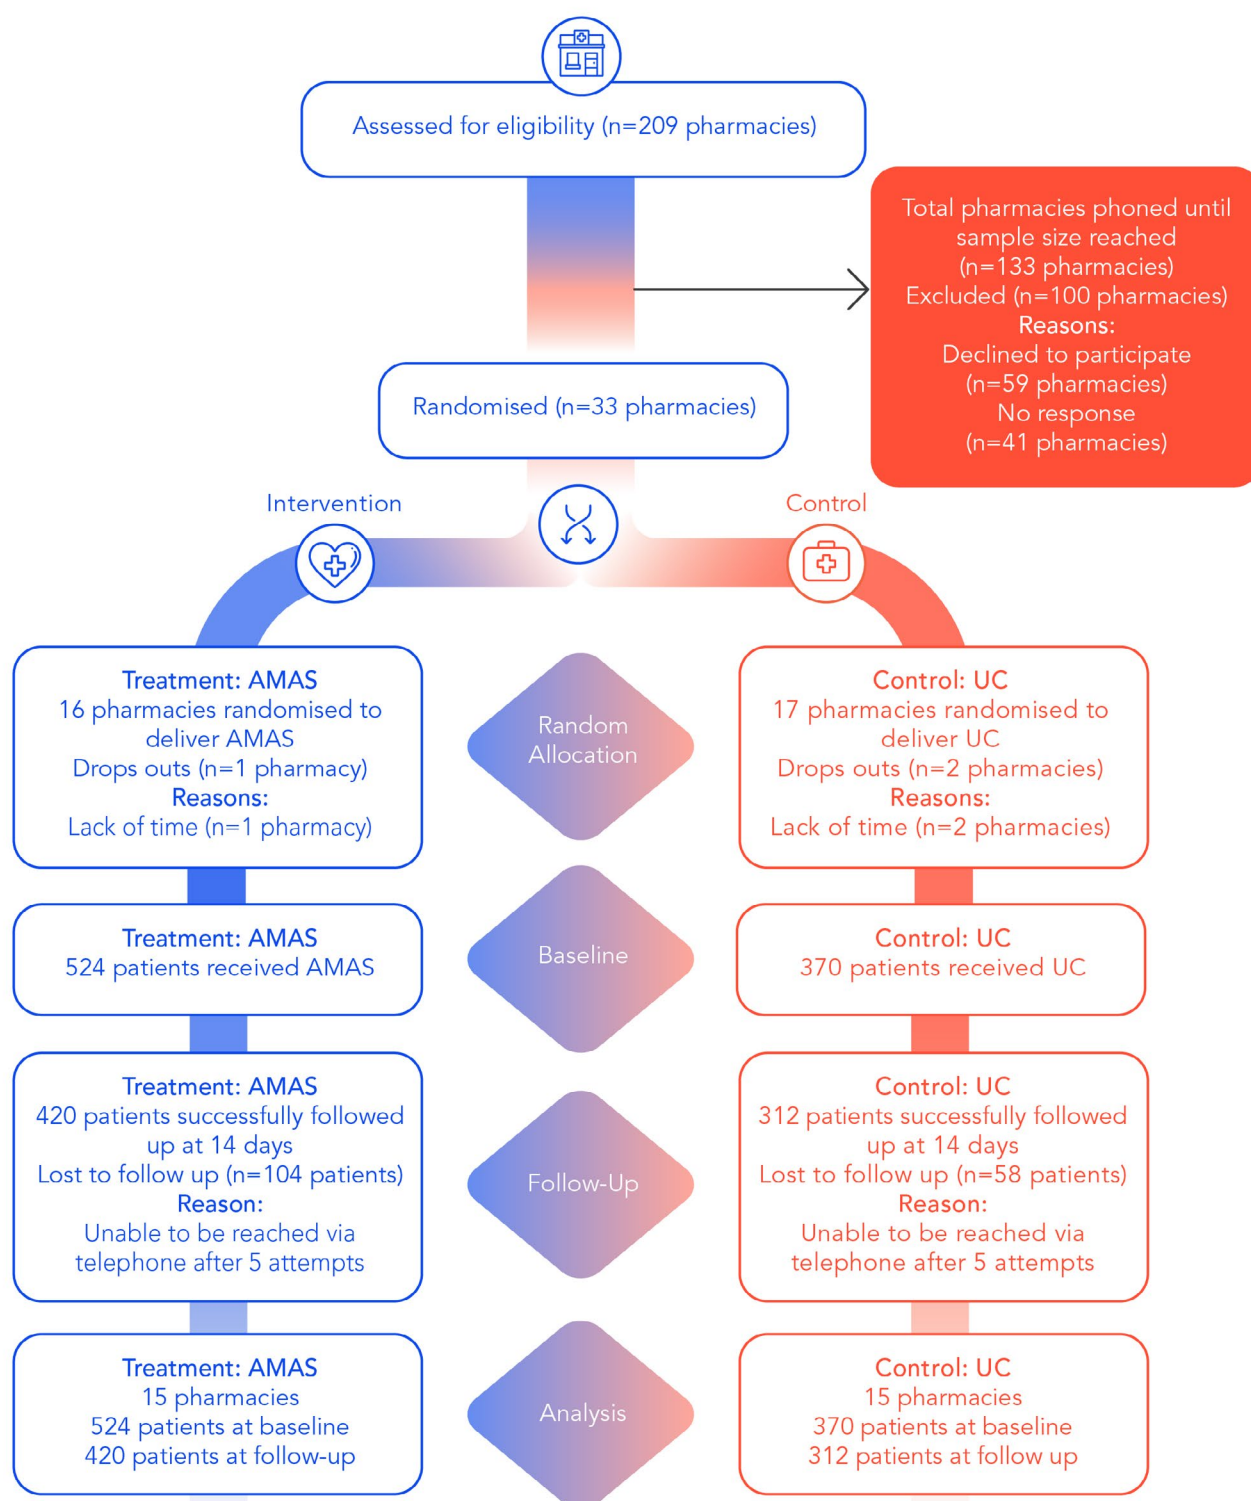 Assessed for eligibility (n=209 pharmacies)
Total pharmacies phoned until
sample size reached
(n=133 pharmacies)
Excluded (n=100 pharmacies)
Reasons:
Declined to participate
(n=59 pharmacies)
No response
(n=41 pharmacies)
Randomised (n=33 pharmacies)
Intervention
Control
Treatment: AMAS
16 pharmacies randomised to
deliver AMAS
Drops outs (n=1 pharmacy)
Reasons:
Lack of time (n=1 pharmacy)
Random
Allocation
Control: UC
17 pharmacies randomised to
deliver UC
Drops outs (n=2 pharmacies)
Reasons:
Lack of time (n=2 pharmacies)
Treatment: AMAS
524 patients received AMAS
Baseline
Control: UC
370 patients received UC
Treatment: AMAS
420 patients successfully followed
up at 14 days
Lost to follow up (n=104 patients)
Reason:
Unable to be reached via
telephone after 5 attempts
Follow-Up
Control: UC
312 patients successfully followed
up at 14 days
Lost to follow up (n=58 patients)
Reason:
Unable to be reached via
telephone after 5 attempts
Treatment: AMAS
15 pharmacies
524 patients at baseline
420 patients at follow-up
Analysis
Control: UC
15 pharmacies
370 patients at baseline
312 patients at follow up